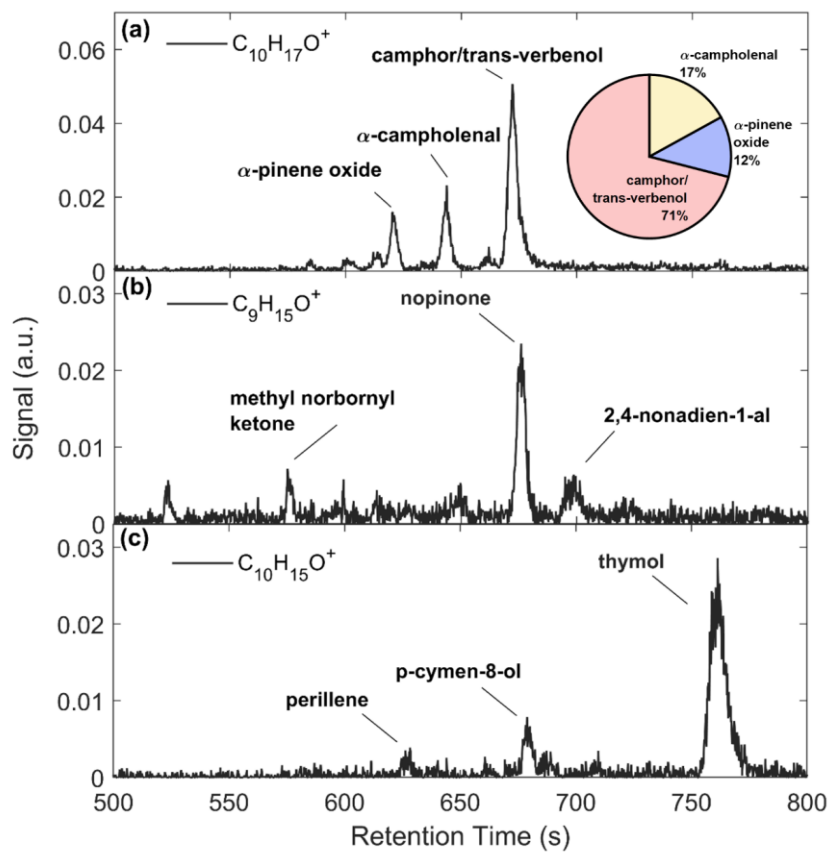 (a)
C10H17O+
camphor/trans-verbenol
α-campholenal
α-pinene oxide
α-campholenal
17%
α-pinene
oxide
12%
camphor/
trans-verbenol
71%
0.06
0.04
0.02
0
(b)
C9H15O+
nopinone
methyl norbornyl
ketone
2,4-nonadien-1-al
0.03
0.02
0.01
0
Signal (a.u.)
(c)
C10H15O+
thymol
p-cymen-8-ol
perillene
0.03
0.02
0.01
0
500 550 600 650 700 750 800
Retention Time (s)